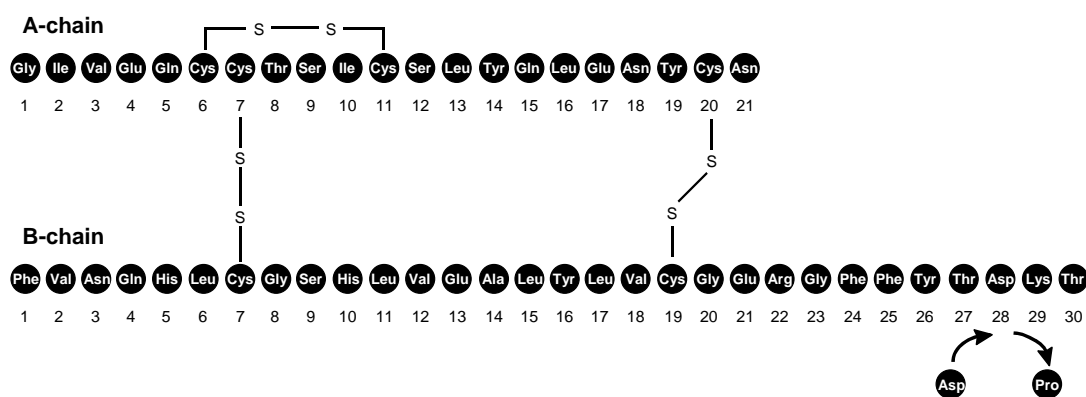 A-chain
S S
Gly Ile Val Glu Gln Cys Cys Thr Ser Ile Cys Ser Leu Tyr Gln Leu Glu Asn Tyr Cys Asn
1 2 3 4 5 6 7 8 9 10 11 12 13 14 15 16 17 18 19 20 21
S S
S S
B-chain
Phe Val Asn Gln His Leu Cys Gly Ser His Leu Val Glu Ala Leu Tyr Leu Val Cys Gly Glu Arg Gly Phe Phe Tyr Thr Asp Lys Thr
1 2 3 4 5 6 7 8 9 10 11 12 13 14 15 16 17 18 19 20 21 22 23 24 25 26 27 28 29 30
Asp Pro